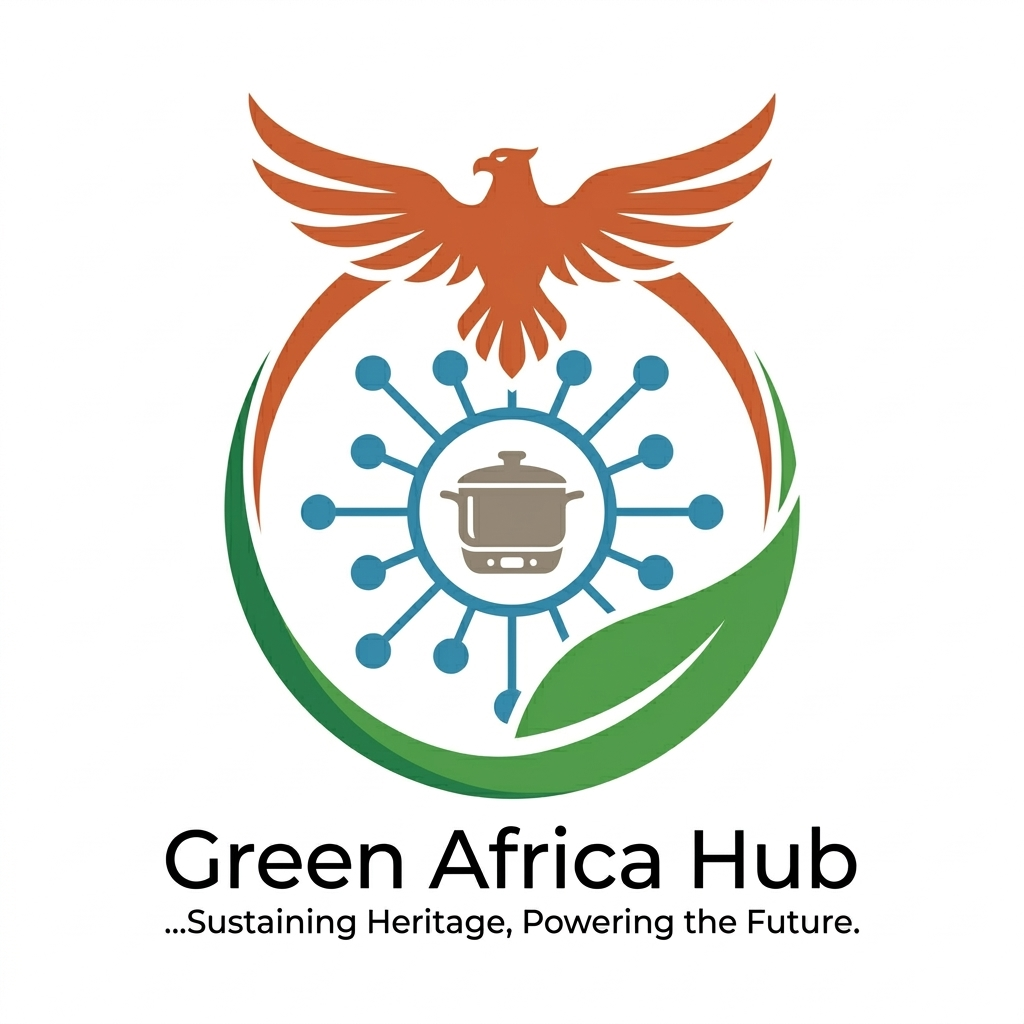 Green Africa Hub
...Sustaining Heritage, Powering the Future.